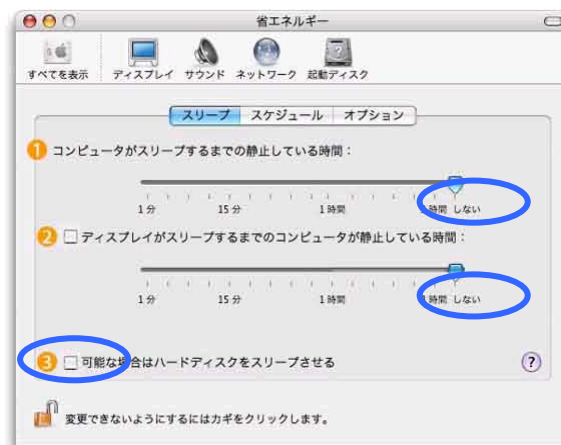 省エネルギー
すべてを表示 ディスプレイ サウンド ネットワーク 起動ディスク
スリープ スケジュール オプション
1 コンピュータがスリープするまでの静止している時間：
1分 15分 1時間 時間 しない
2 ディスプレイがスリープするまでのコンピュータが静止している時間：
1分 15分 1時間 時間 しない
3 可能な場合はハードディスクをスリープさせる ?
変更できないようにするにはカギをクリックします。